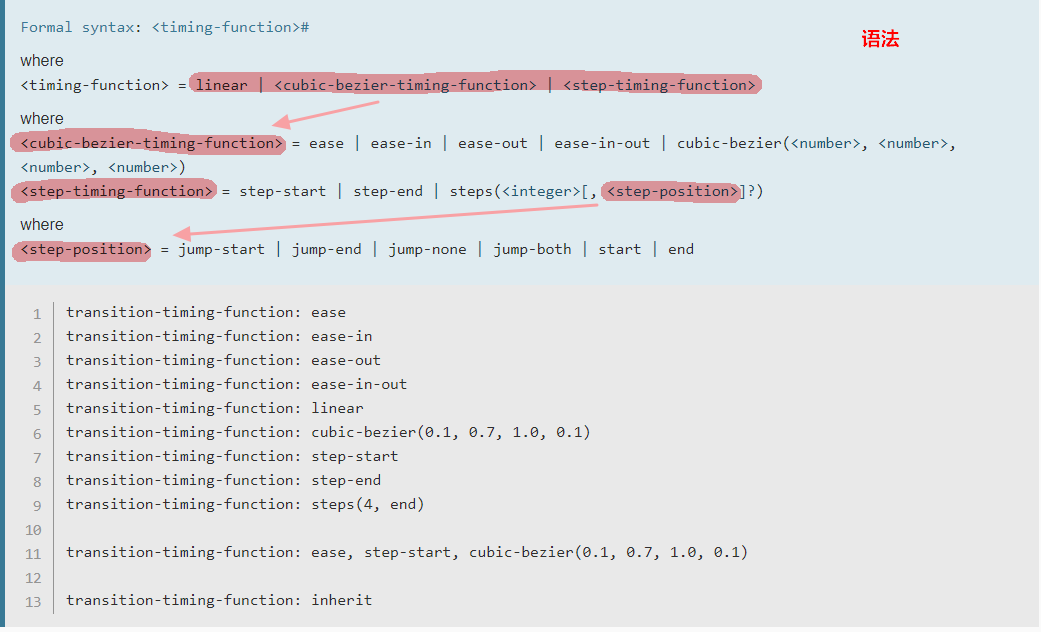 Formal syntax: <timing-function>#
语法
where
<timing-function> = linear | <cubic-bezier-timing-function> | <step-timing-function>
where
<cubic-bezier-timing-function> = ease | ease-in | ease-out | ease-in-out | cubic-bezier(<number>, <number>,
<number>, <number>)
<step-timing-function> = step-start | step-end | steps(<integer>[, <step-position>]?)
where
<step-position> = jump-start | jump-end | jump-none | jump-both | start | end
1 transition-timing-function: ease
2 transition-timing-function: ease-in
3 transition-timing-function: ease-out
4 transition-timing-function: ease-in-out
5 transition-timing-function: linear
6 transition-timing-function: cubic-bezier(0.1, 0.7, 1.0, 0.1)
7 transition-timing-function: step-start
8 transition-timing-function: step-end
9 transition-timing-function: steps(4, end)
10
11 transition-timing-function: ease, step-start, cubic-bezier(0.1, 0.7, 1.0, 0.1)
12
13 transition-timing-function: inherit